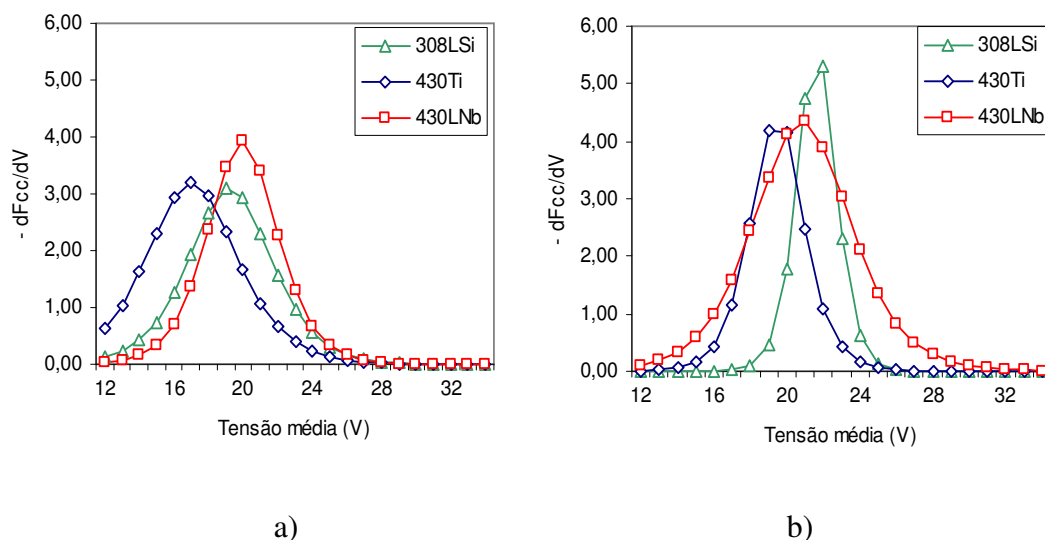 6,00
5,00
4,00
3,00
2,00
1,00
0,00
- dFcc/dV
12 16 20 24 28 32
Tensão média (V)
308LSi
430Ti
430LNb
a)
6,00
5,00
4,00
3,00
2,00
1,00
0,00
- dFcc/dV
12 16 20 24 28 32
Tensão média (V)
308LSi
430Ti
430LNb
b)